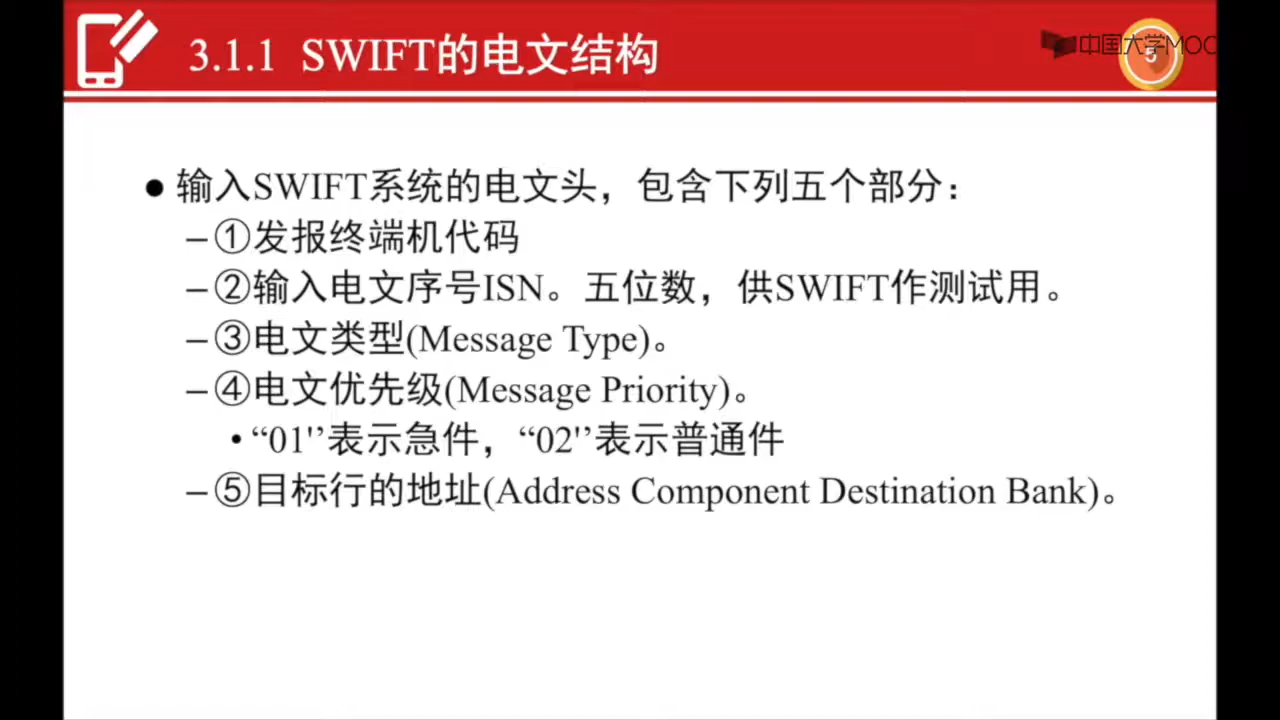 3.1.1 SWIFT的电文结构
中国大学MOO
5
● 输入SWIFT系统的电文头，包含下列五个部分：
–①发报终端机代码
–②输入电文序号ISN。五位数，供SWIFT作测试用。
–③电文类型(Message Type)。
–④电文优先级(Message Priority)。
• “01''表示急件，“02''表示普通件
–⑤目标行的地址(Address Component Destination Bank)。